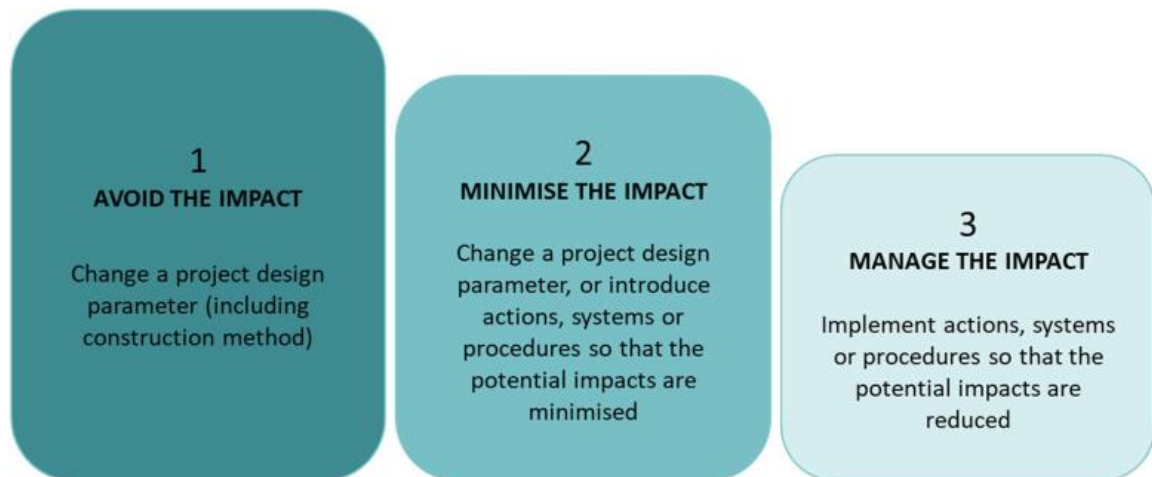 1
AVOID THE IMPACT
Change a project design
parameter (including
construction method)
2
MINIMISE THE IMPACT
Change a project design
parameter, or introduce
actions, systems or
procedures so that the
potential impacts are
minimised
3
MANAGE THE IMPACT
Implement actions, systems
or procedures so that the
potential impacts are
reduced